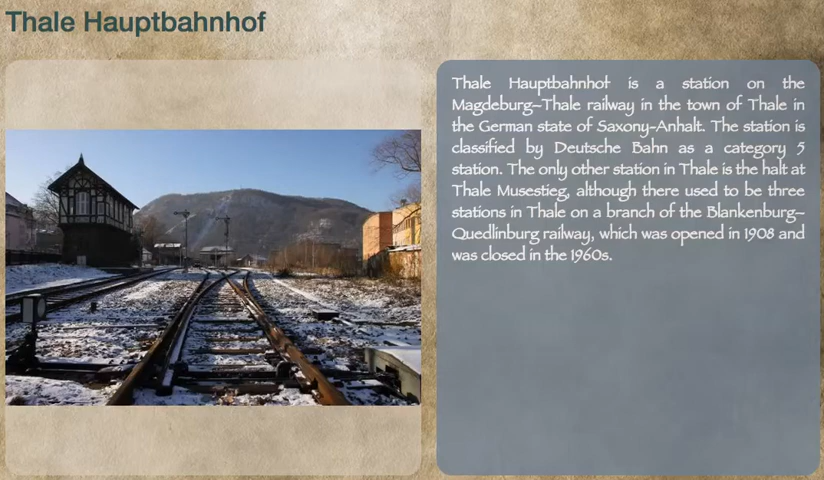 Thale Hauptbahnhof
Thale Hauptbahnhof is a station on the
Magdeburg–Thale railway in the town of Thale in
the German state of Saxony-Anhalt. The station is
classified by Deutsche Bahn as a category 5
station. The only other station in Thale is the halt at
Thale Musestieg, although there used to be three
stations in Thale on a branch of the Blankenburg–
Quedlinburg railway, which was opened in 1908 and
was closed in the 1960s.